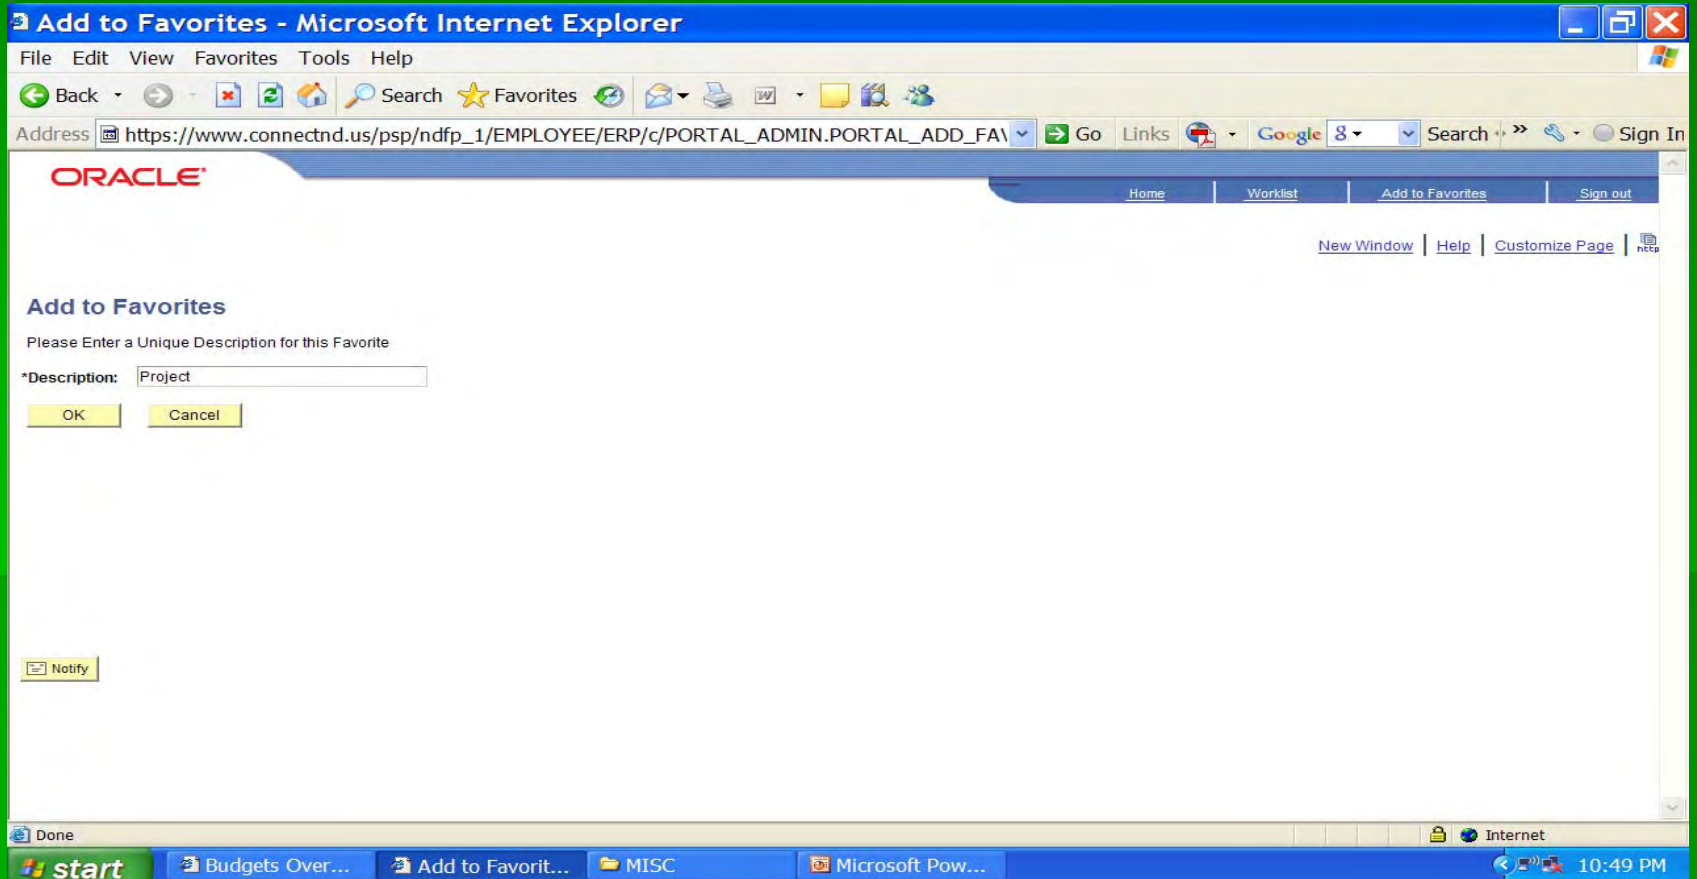 Add to Favorites - Microsoft Internet Explorer
File Edit View Favorites Tools Help
Back Search Favorites
Address https://www.connectnd.us/psp/ndfp_1/EMPLOYEE/ERP/c/PORTAL_ADMIN.PORTAL_ADD_FA Go Links Google Search Sign In
ORACLE
Home Worklist Add to Favorites Sign out
New Window | Help | Customize Page | http
Add to Favorites
Please Enter a Unique Description for this Favorite
*Description: Project
OK Cancel
Notify
Done Internet
start Budgets Over... Add to Favorit... MISC Microsoft Pow... 10:49 PM